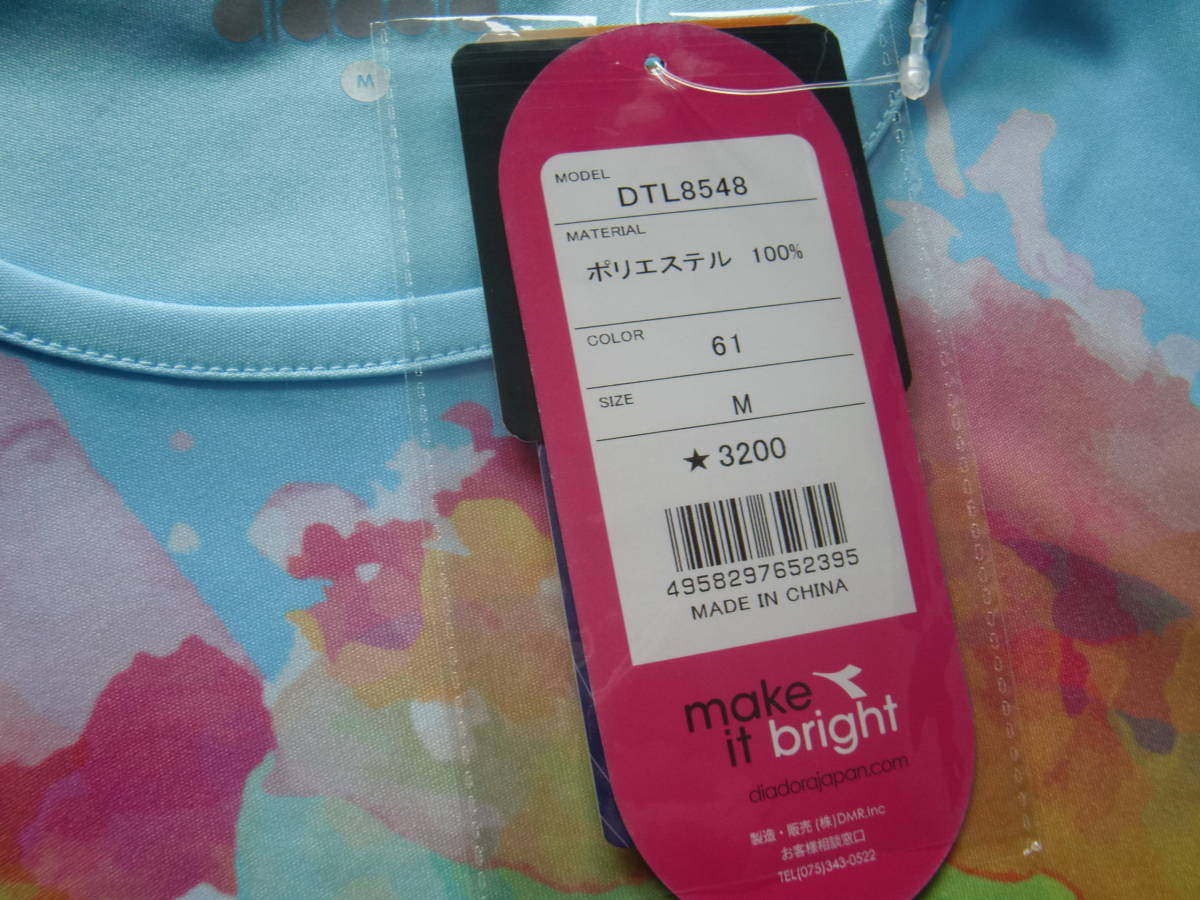 diadora
M
MODEL
DTL8548
MATERIAL
ポリエステル 100%
COLOR
61
SIZE
M
★3200
4958297652395
MADE IN CHINA
make
it bright
diadorajapan.com
製造・販売 (株)DMR.Inc
お客様相談窓口
TEL(075)343-0522